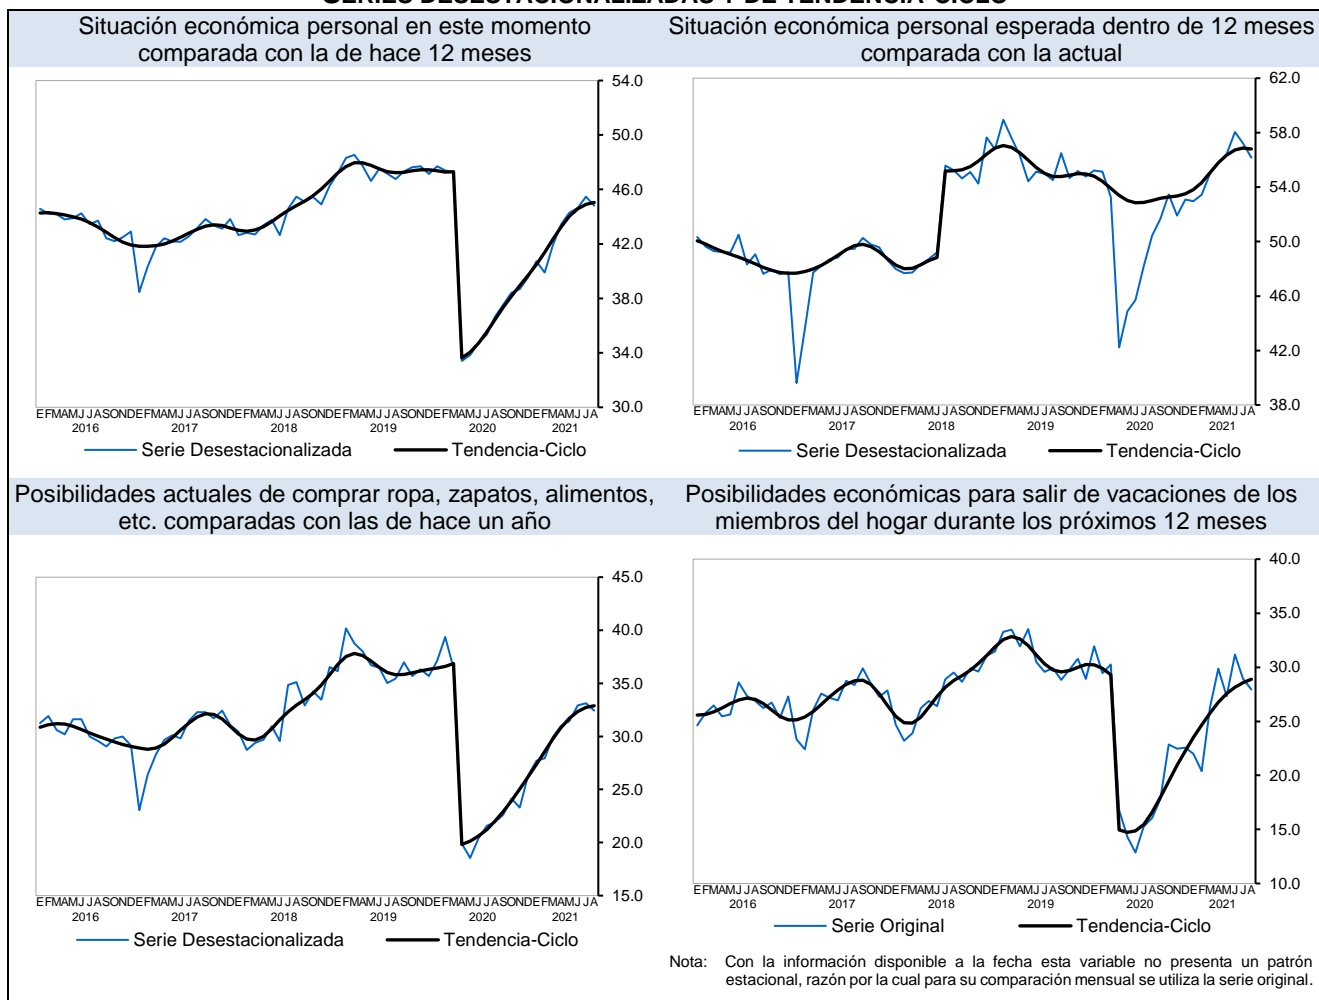 SERIES DESESTACIONALIZADAS Y DE TENDENCIA-CICLO
Situación económica personal en este momento
comparada con la de hace 12 meses
54.0
50.0
46.0
42.0
38.0
34.0
30.0
EFMAMJJASONDEFMAMJJASONDEFMAMJJASONDEFMAMJJASONDEFMAMJJASONDEFMAMJJA
2016 2017 2018 2019 2020 2021
Serie Desestacionalizada Tendencia-Ciclo
Situación económica personal esperada dentro de 12 meses
comparada con la actual
62.0
58.0
54.0
50.0
46.0
42.0
38.0
EFMAMJJASONDEFMAMJJASONDEFMAMJJASONDEFMAMJJASONDEFMAMJJASONDEFMAMJJA
2016 2017 2018 2019 2020 2021
Serie Desestacionalizada Tendencia-Ciclo
Posibilidades actuales de comprar ropa, zapatos, alimentos,
etc. comparadas con las de hace un año
45.0
40.0
35.0
30.0
25.0
20.0
15.0
EFMAMJJASONDEFMAMJJASONDEFMAMJJASONDEFMAMJJASONDEFMAMJJASONDEFMAMJJA
2016 2017 2018 2019 2020 2021
Serie Desestacionalizada Tendencia-Ciclo
Posibilidades económicas para salir de vacaciones de los
miembros del hogar durante los próximos 12 meses
40.0
35.0
30.0
25.0
20.0
15.0
10.0
EFMAMJJASONDEFMAMJJASONDEFMAMJJASONDEFMAMJJASONDEFMAMJJASONDEFMAMJJA
2016 2017 2018 2019 2020 2021
Serie Original Tendencia-Ciclo
Nota: Con la información disponible a la fecha esta variable no presenta un patrón
estacional, razón por la cual para su comparación mensual se utiliza la serie original.